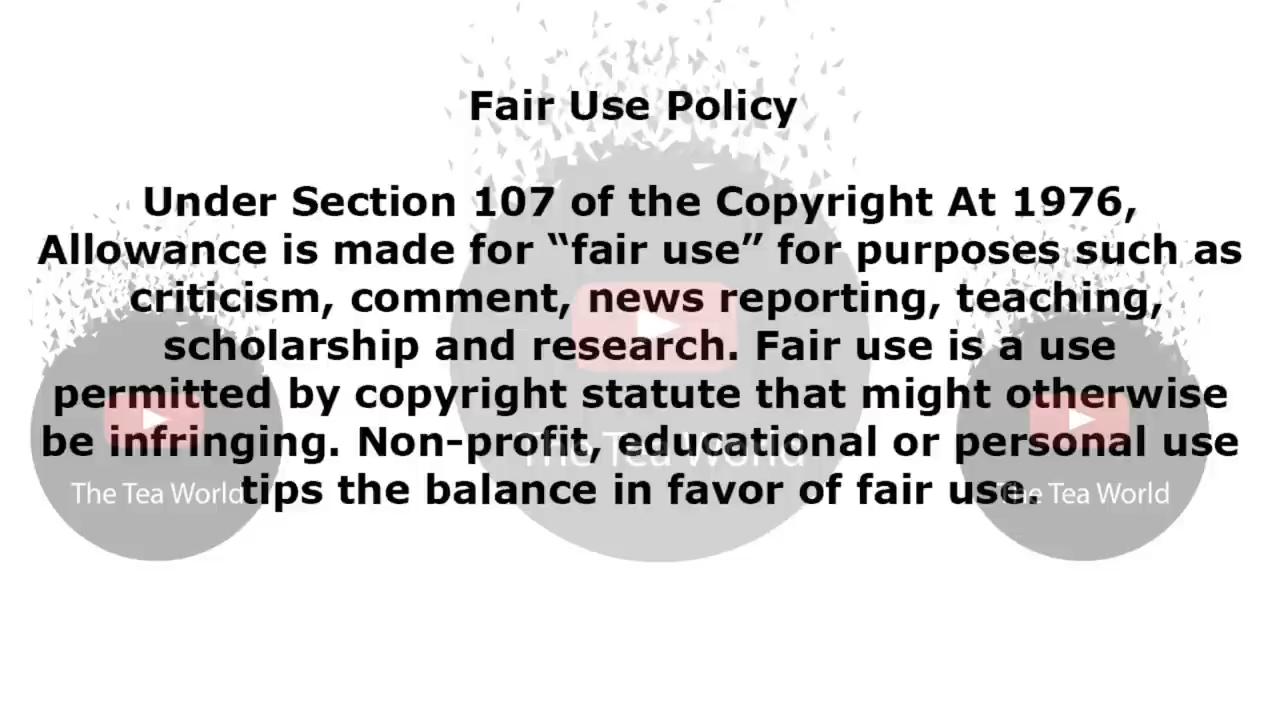 Fair Use Policy
Under Section 107 of the Copyright At 1976,
Allowance is made for “fair use” for purposes such as
criticism, comment, news reporting, teaching,
scholarship and research. Fair use is a use
permitted by copyright statute that might otherwise
be infringing. Non-profit, educational or personal use
tips the balance in favor of fair use.
The Tea World
The Tea World
The Tea World